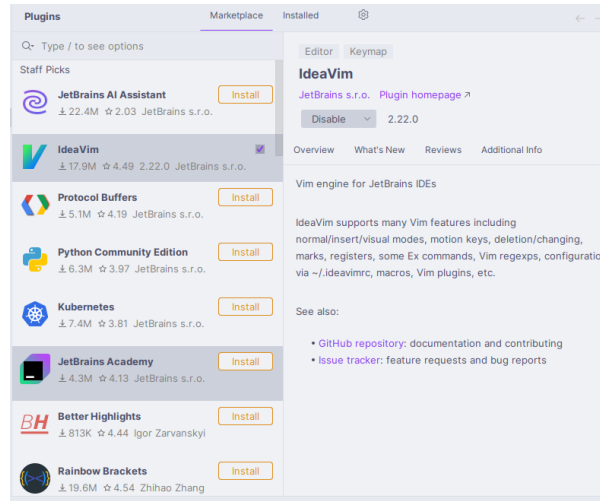 Plugins
Marketplace
Installed
Type / to see options
Staff Picks
JetBrains AI Assistant
Install
22.4M 2.03 JetBrains s.r.o.
IdeaVim
17.9M 4.49 2.22.0 JetBrains s.r.o.
Protocol Buffers
Install
5.1M 4.19 JetBrains s.r.o.
Python Community Edition
Install
6.3M 3.97 JetBrains s.r.o.
Kubernetes
Install
7.4M 3.81 JetBrains s.r.o.
JetBrains Academy
Install
4.3M 4.13 JetBrains s.r.o.
BH
Better Highlights
Install
813K 4.44 Igor Zarvanskyi
Rainbow Brackets
Install
19.6M 4.54 Zhihao Zhang
Editor Keymap
IdeaVim
JetBrains s.r.o. Plugin homepage ↗
Disable 2.22.0
Overview What's New Reviews Additional Info
Vim engine for JetBrains IDEs
IdeaVim supports many Vim features including
normal/insert/visual modes, motion keys, deletion/changing,
marks, registers, some Ex commands, Vim regexps, configuratio
via ~/.ideavimrc, macros, Vim plugins, etc.
See also:
• GitHub repository: documentation and contributing
• Issue tracker: feature requests and bug reports